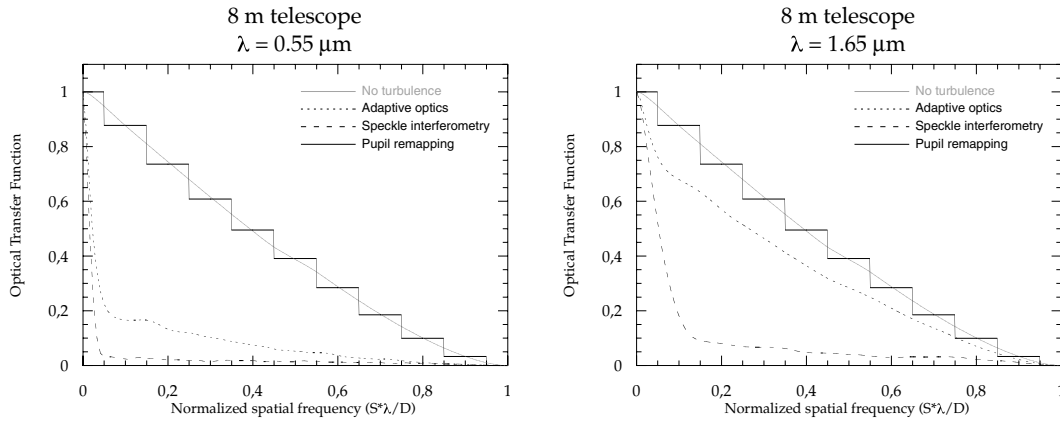 8 m telescope
λ = 0.55 µm
1
0,8
0,6
0,4
0,2
0
Optical Transfer Function
No turbulence
Adaptive optics
Speckle interferometry
Pupil remapping
0
0,2
0,4
0,6
0,8
1
Normalized spatial frequency (S*λ/D)
8 m telescope
λ = 1.65 µm
1
0,8
0,6
0,4
0,2
0
Optical Transfer Function
No turbulence
Adaptive optics
Speckle interferometry
Pupil remapping
0
0,2
0,4
0,6
0,8
1
Normalized spatial frequency (S*λ/D)